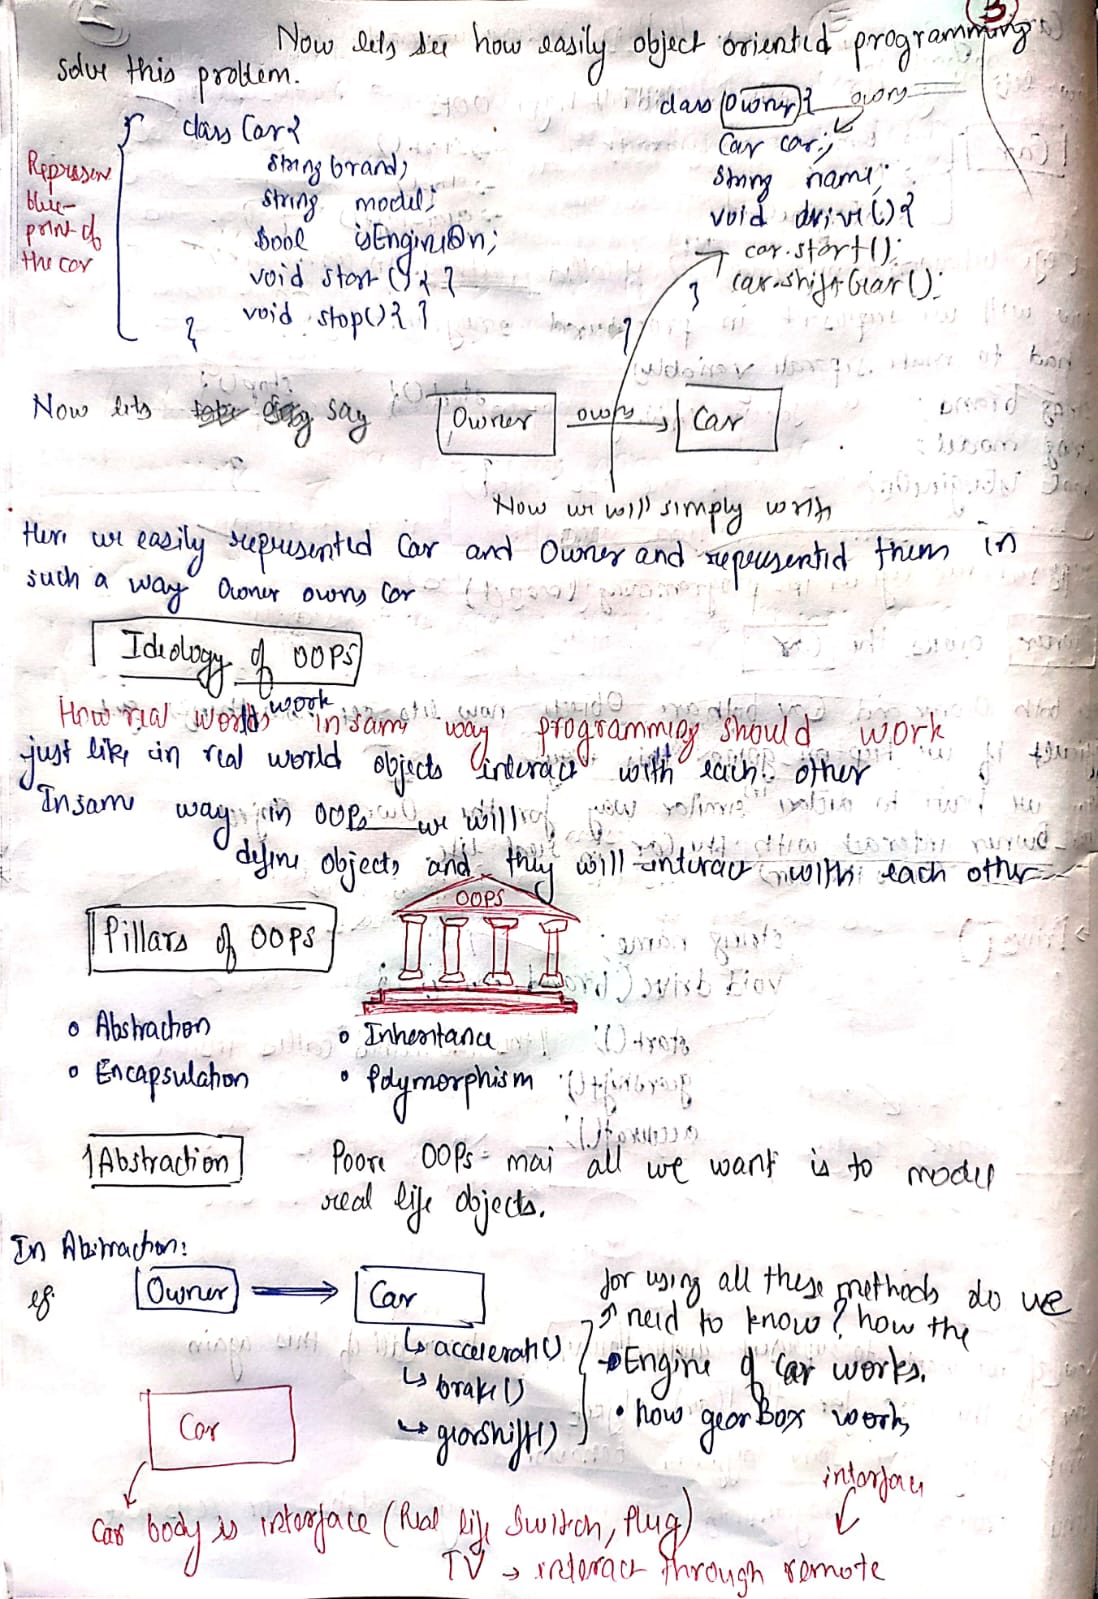 3
Now lets see how easily object oriented programming
solve this problem.
class Car{
string brand;
string model;
bool isEngineOn;
void start(){ }
void stop(){ }
}
Represen
blue-
print of
the car
class Owner{ owns
Car car;
string name;
void drive(){
car.start();
car.shiftGear();
}
}
Now lets say
Owner owns Car
Now we will simply work
Here we easily represented Car and Owner and represented them in
such a way Owner owns Car
Ideology of OOPS
How real worlds work in same way programming should work
just like in real world objects interact with each other
In same way in OOPs we will
define objects and they will interact with each other
Pillars of OOPS
OOPS
• Abstraction
• Encapsulation
• Inheritance
• Polymorphism
1 Abstraction
Poore OOPs mai all we want is to model
real life objects.
In Abstraction:
eg.
Owner → Car
↳ accelerate()
↳ brake()
↳ gearshift()
for using all these methods do we
need to know? how the
• Engine of Car works.
• how gearBox works
Car
Car body is interface (Real life Switch, Plug)
interface
TV → interact through remote